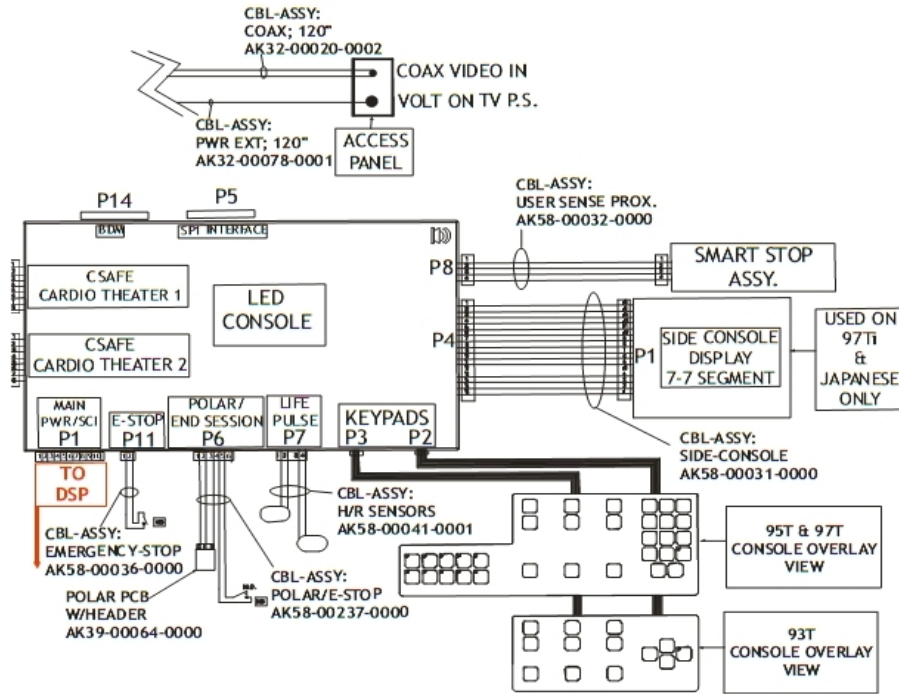 CBL-ASSY:
COAX; 120"
AK32-00020-0002
COAX VIDEO IN
VOLT ON TV P.S.
CBL-ASSY:
PWR EXT; 120"
AK32-00078-0001
ACCESS
PANEL
P14
P5
BDM
SPI INTERFACE
CBL-ASSY:
USER SENSE PROX.
AK58-00032-0000
CSAFE
CARDIO THEATER 1
LED
CONSOLE
P8
SMART STOP
ASSY.
CSAFE
CARDIO THEATER 2
P4
P1
SIDE CONSOLE
DISPLAY
7-7 SEGMENT
USED ON
97Ti
&
JAPANESE
ONLY
MAIN
PWR/SCI
P1
E-STOP
P11
POLAR/
END SESSION
P6
LIFE
PULSE
P7
KEYPADS
P3 P2
CBL-ASSY:
SIDE-CONSOLE
AK58-00031-0000
TO
DSP
CBL-ASSY:
H/R SENSORS
AK58-00041-0001
CBL-ASSY:
EMERGENCY-STOP
AK58-00036-0000
CBL-ASSY:
POLAR/E-STOP
AK58-00237-0000
POLAR PCB
W/HEADER
AK39-00064-0000
95T & 97T
CONSOLE OVERLAY
VIEW
93T
CONSOLE OVERLAY
VIEW